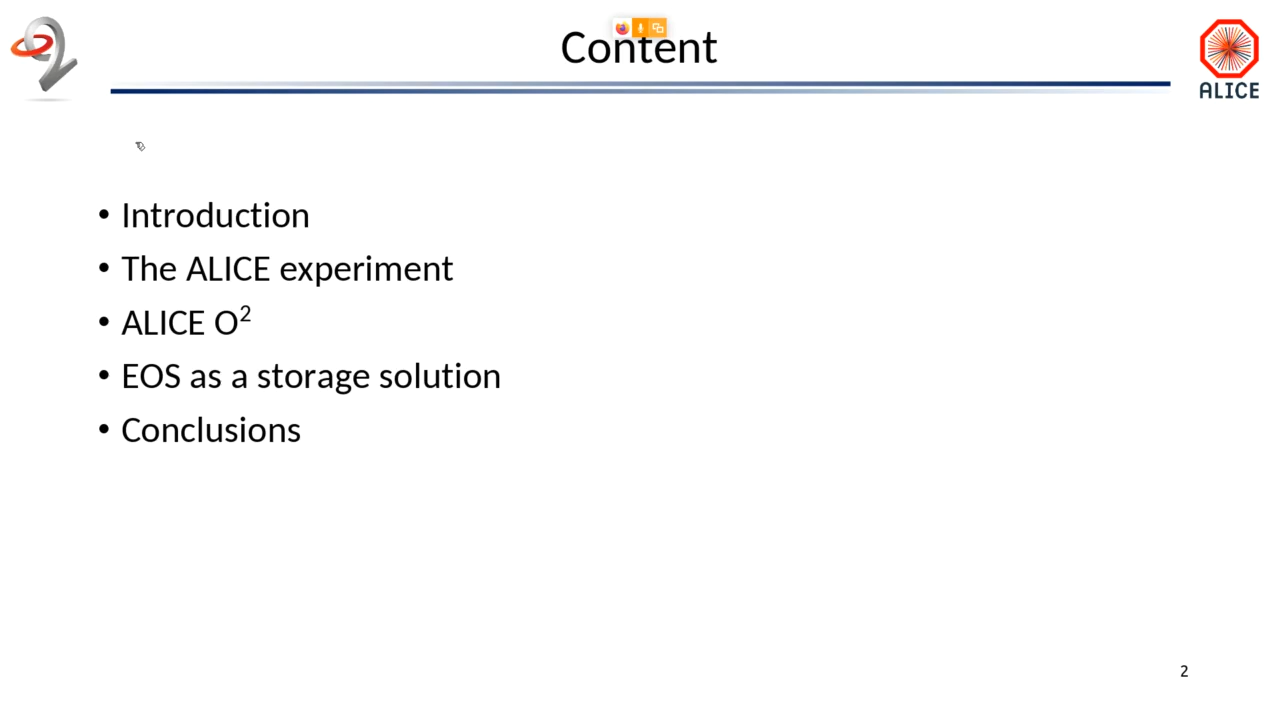 Content
ALICE
• Introduction
• The ALICE experiment
• ALICE O²
• EOS as a storage solution
• Conclusions
2